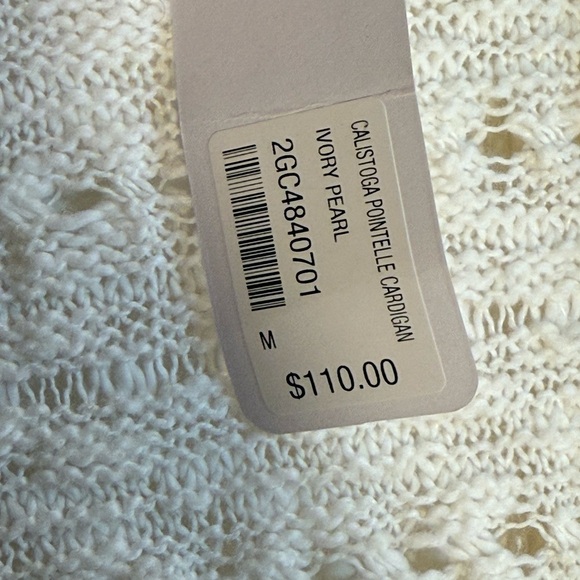 CALISTOGA POINTELLE CARDIGAN
IVORY PEARL
2GC4840701
M
$110.00